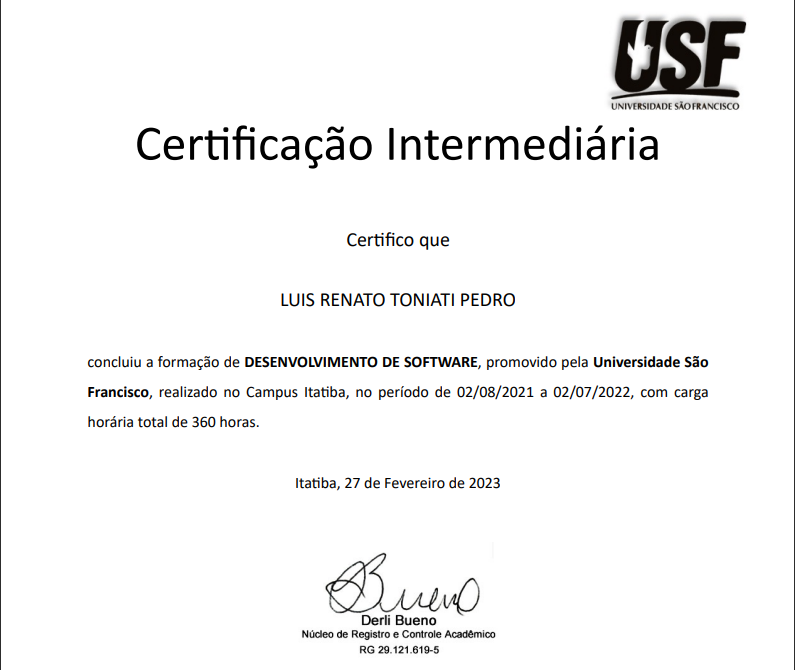 USF
UNIVERSIDADE SÃO FRANCISCO
Certificação Intermediária
Certifico que
LUIS RENATO TONIATI PEDRO
concluiu a formação de DESENVOLVIMENTO DE SOFTWARE, promovido pela Universidade São
Francisco, realizado no Campus Itatiba, no período de 02/08/2021 a 02/07/2022, com carga
horária total de 360 horas.
Itatiba, 27 de Fevereiro de 2023
Bueno
Derli Bueno
Núcleo de Registro e Controle Acadêmico
RG 29.121.619-5